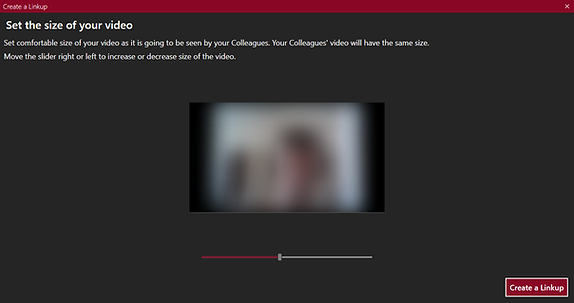 Create a Linkup
Set the size of your video
Set comfortable size of your video as it is going to be seen by your Colleagues. Your Colleagues' video will have the same size.
Move the slider right or left to increase or decrease size of the video.
Create a Linkup